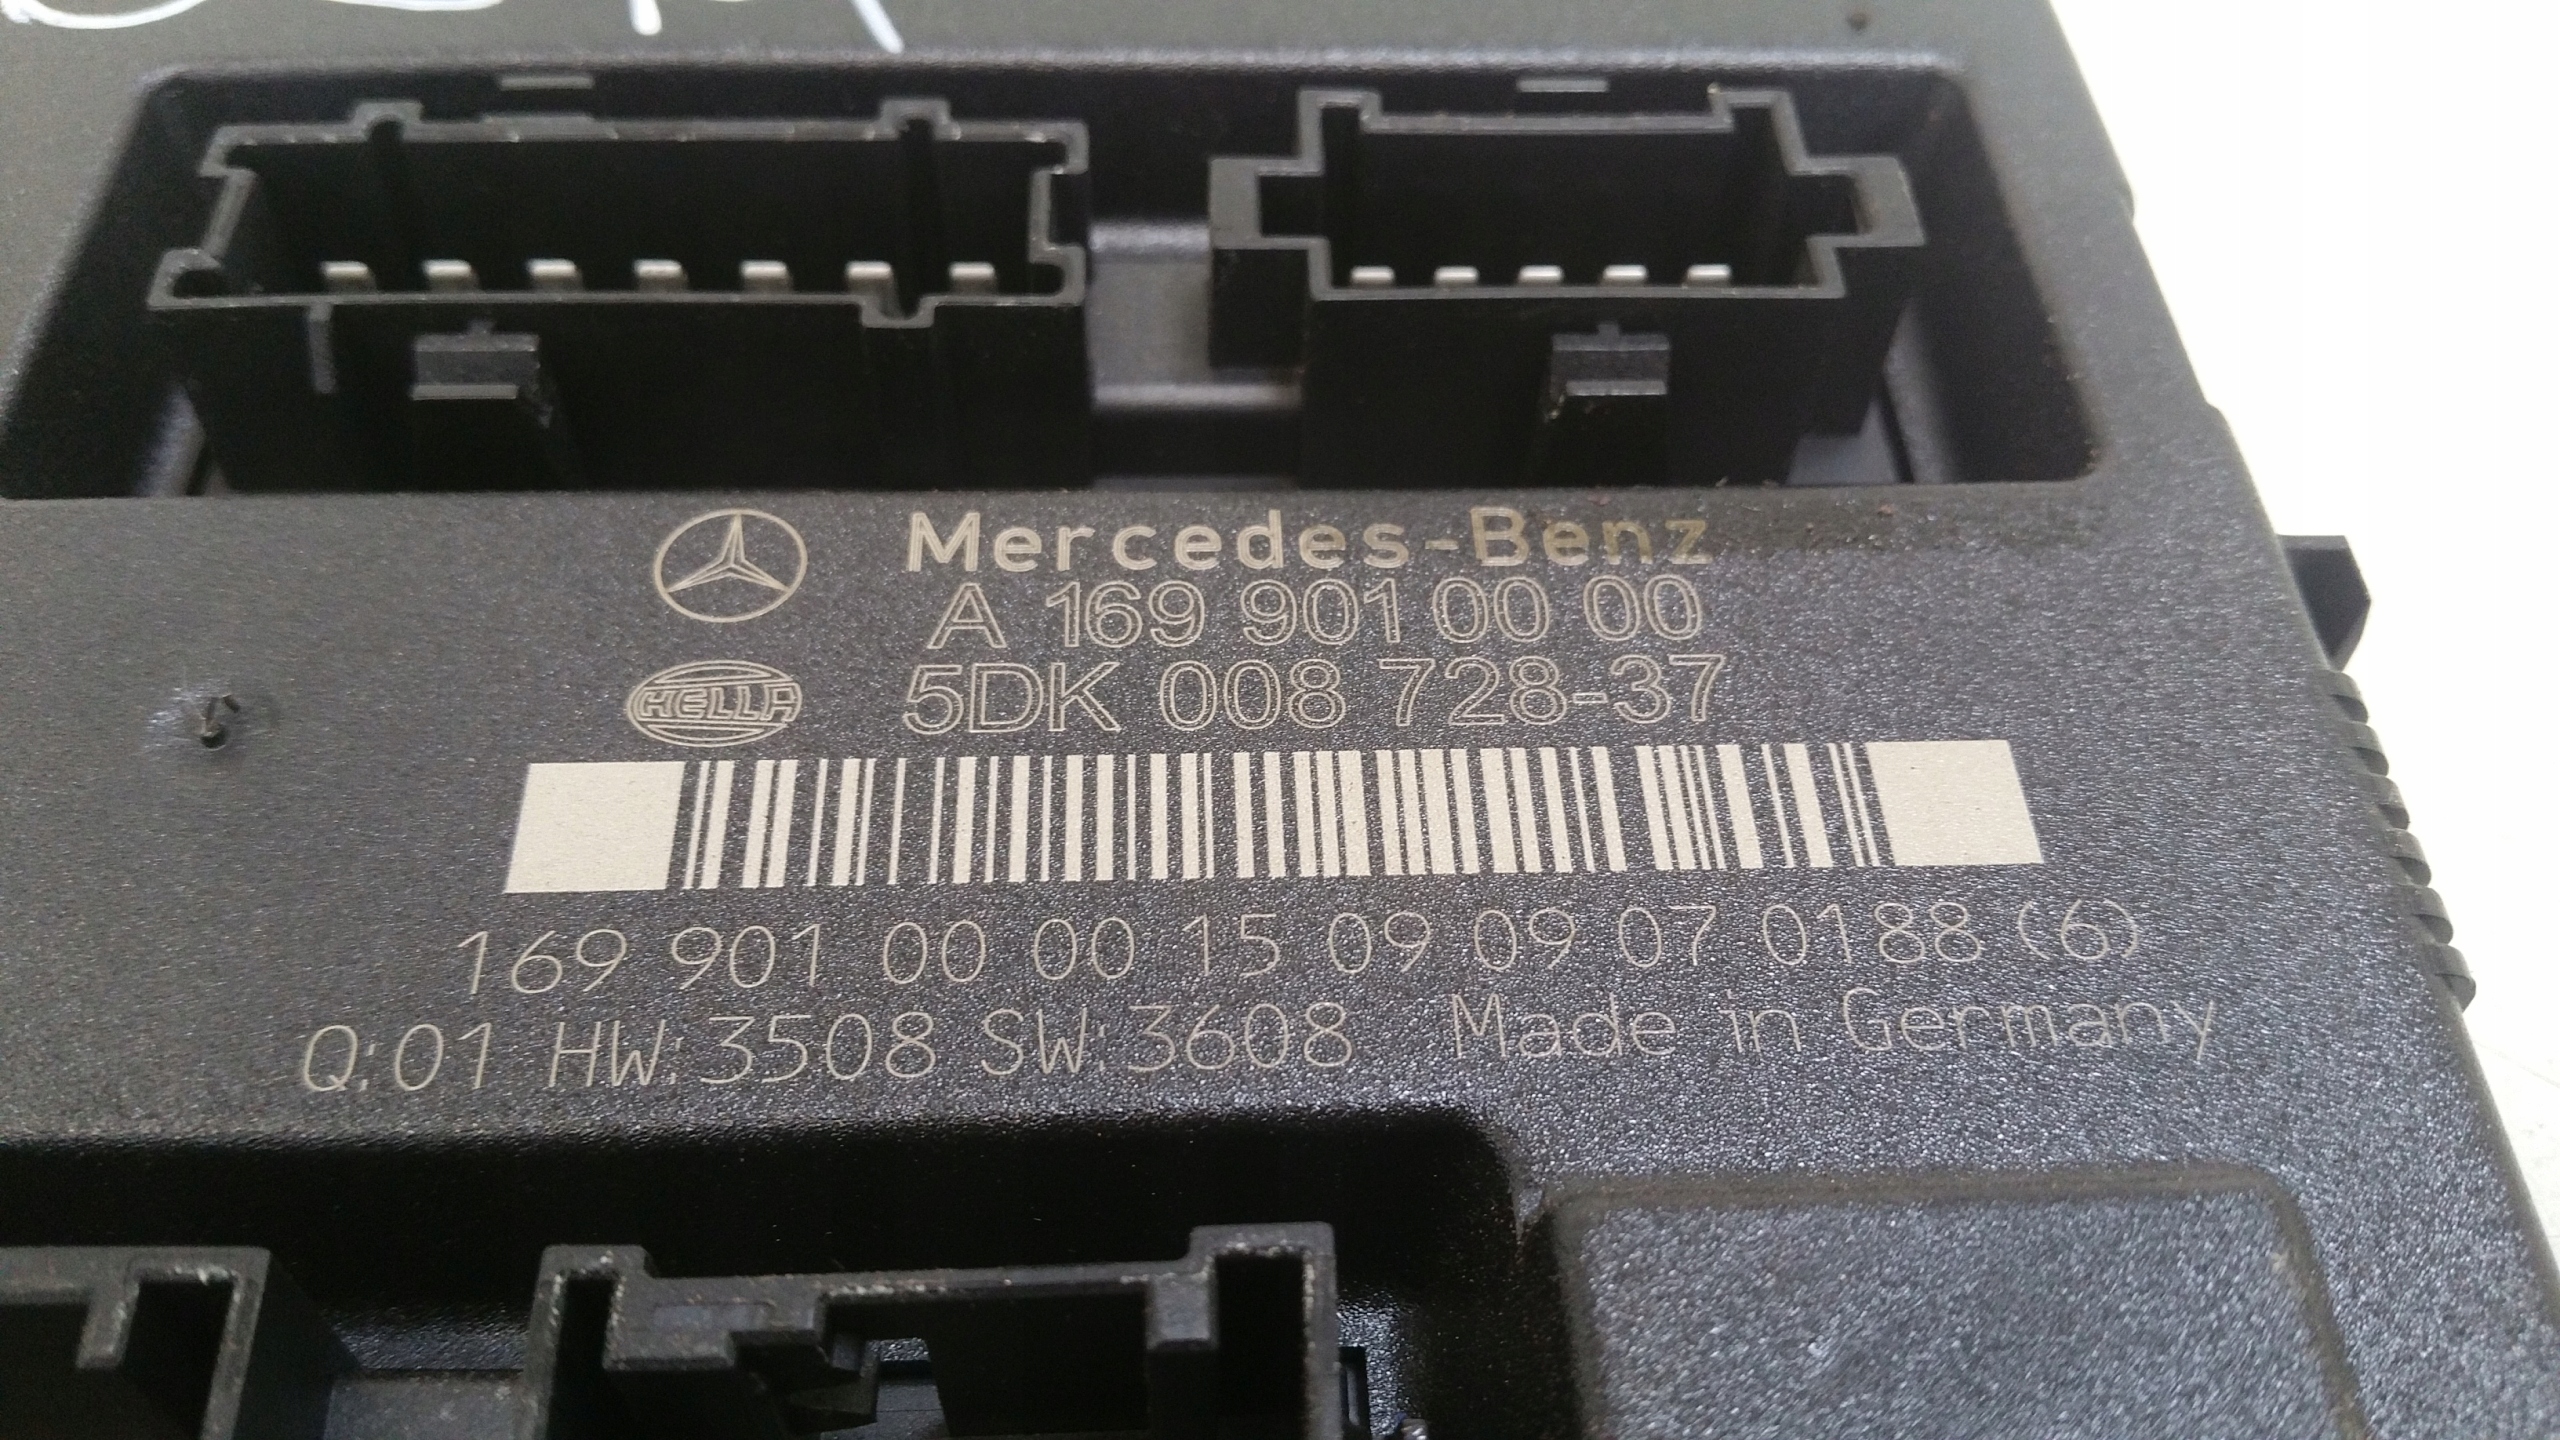 Mercedes-Benz
A 169 901 00 00
HELLA 5DK 008 728-37
169 901 00 00 15 09 09 07 0188 (6)
Q:01 HW:3508 SW:3608 Made in Germany